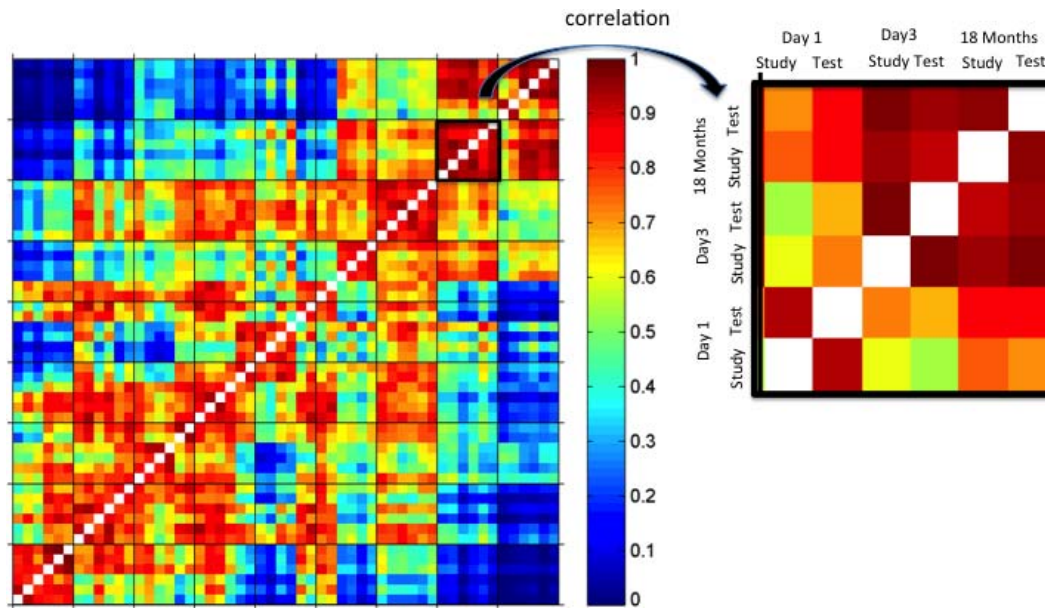 correlation
Day 1 Day3 18 Months
Study Test Study Test Study Test
1
0.9
0.8
0.7
0.6
0.5
0.4
0.3
0.2
0.1
0
18 Months
Test
Study
Day3
Test
Study
Day 1
Test
Study